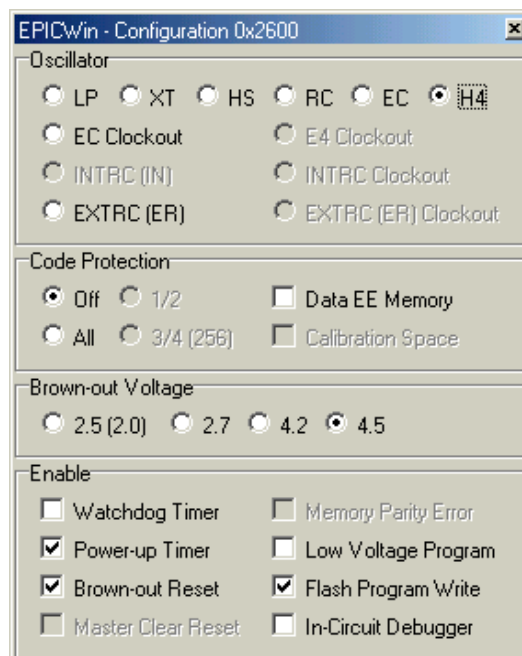 EPICWin - Configuration 0x2600
Oscillator
LP XT HS RC EC H4
EC Clockout E4 Clockout
INTRC (IN) INTRC Clockout
EXTRC (ER) EXTRC (ER) Clockout
Code Protection
Off 1/2 Data EE Memory
All 3/4 (256) Calibration Space
Brown-out Voltage
2.5 (2.0) 2.7 4.2 4.5
Enable
Watchdog Timer Memory Parity Error
Power-up Timer Low Voltage Program
Brown-out Reset Flash Program Write
Master Clear Reset In-Circuit Debugger